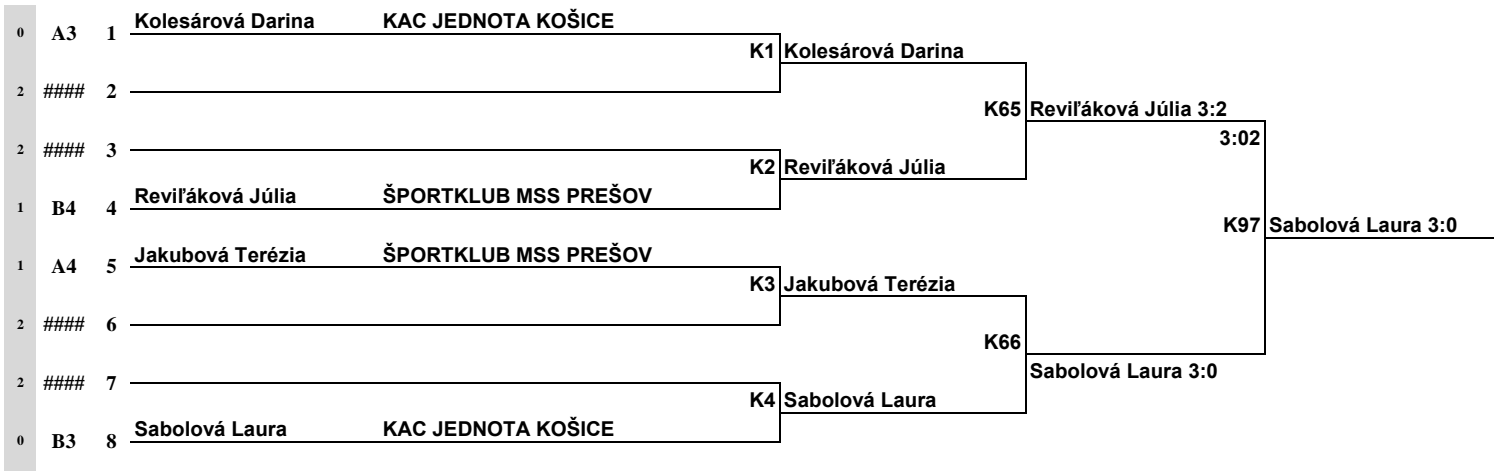 0 A3 1 Kolesárová Darina KAC JEDNOTA KOŠICE
K1 Kolesárová Darina
2 #### 2
K65 Reviľáková Júlia 3:2
2 #### 3 3:02
K2 Reviľáková Júlia
1 B4 4 Reviľáková Júlia ŠPORTKLUB MSS PREŠOV
K97 Sabolová Laura 3:0
1 A4 5 Jakubová Terézia ŠPORTKLUB MSS PREŠOV
K3 Jakubová Terézia
2 #### 6
K66
Sabolová Laura 3:0
2 #### 7
K4 Sabolová Laura
0 B3 8 Sabolová Laura KAC JEDNOTA KOŠICE